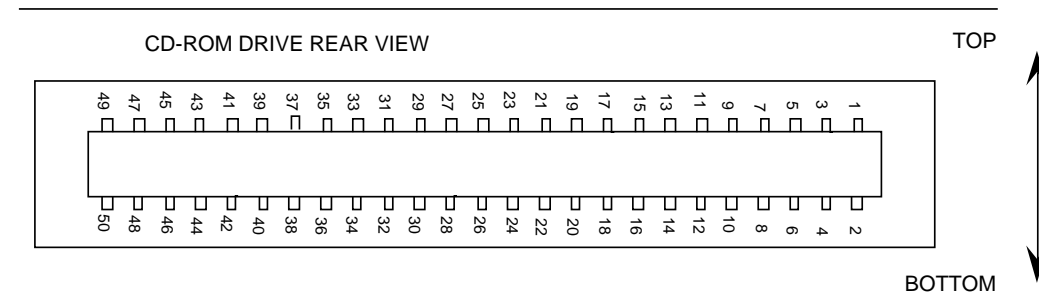 CD-ROM DRIVE REAR VIEW TOP
49 47 45 43 41 39 37 35 33 31 29 27 25 23 21 19 17 15 13 11 9 7 5 3 1
50 48 46 44 42 40 38 36 34 32 30 28 26 24 22 20 18 16 14 12 10 8 6 4 2
BOTTOM